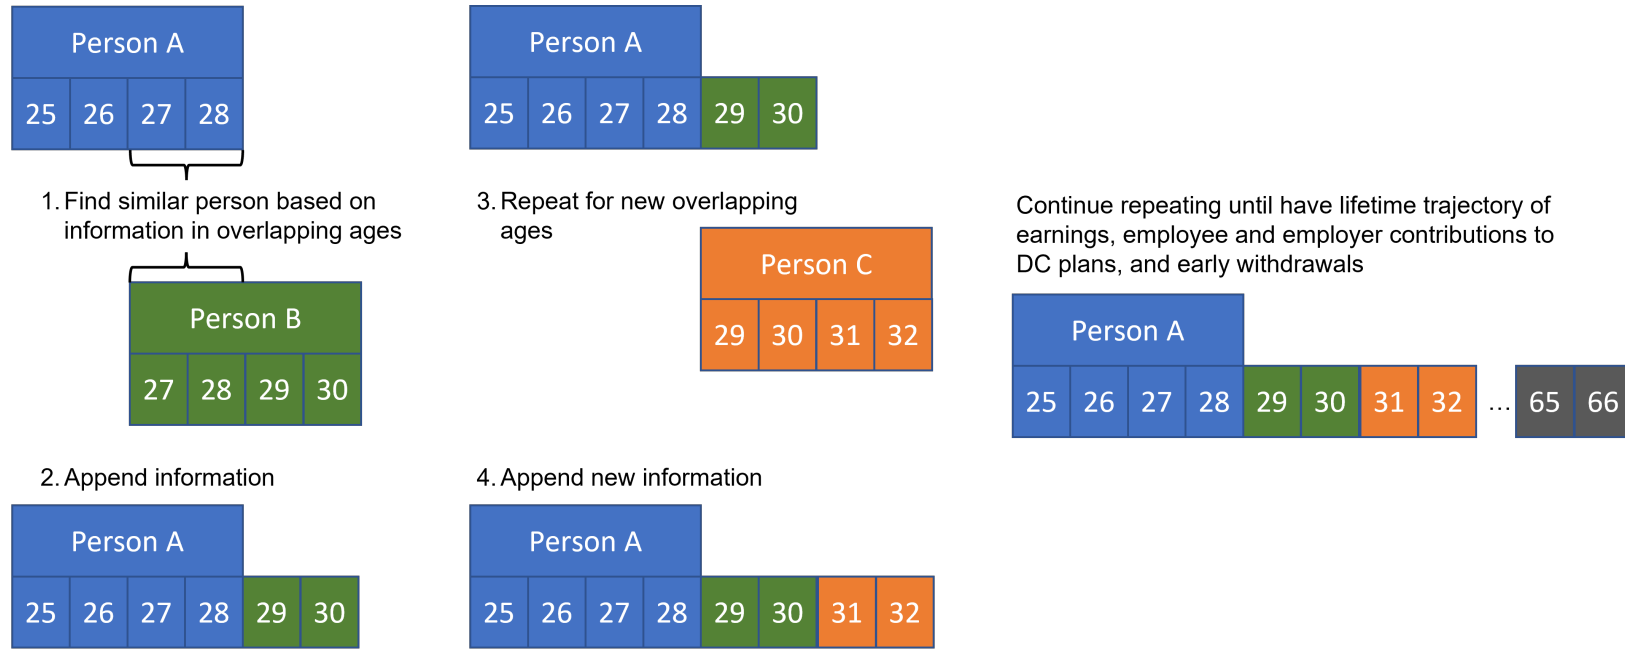 Person A
25 26 27 28
1. Find similar person based on
information in overlapping ages
Person B
27 28 29 30
2. Append information
Person A
25 26 27 28 29 30
Person A
25 26 27 28 29 30
3. Repeat for new overlapping
ages
Person C
29 30 31 32
4. Append new information
Person A
25 26 27 28 29 30 31 32
Continue repeating until have lifetime trajectory of
earnings, employee and employer contributions to
DC plans, and early withdrawals
Person A
25 26 27 28 29 30 31 32 ... 65 66